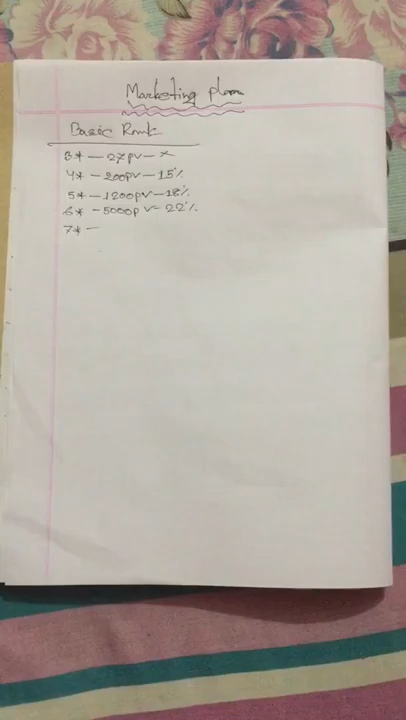 Marketing plan
Basic Rank
3* — 27pv — x
4* — 200pv — 15%
5* — 1200pv — 18%
6* — 5000pv — 22%
7* —